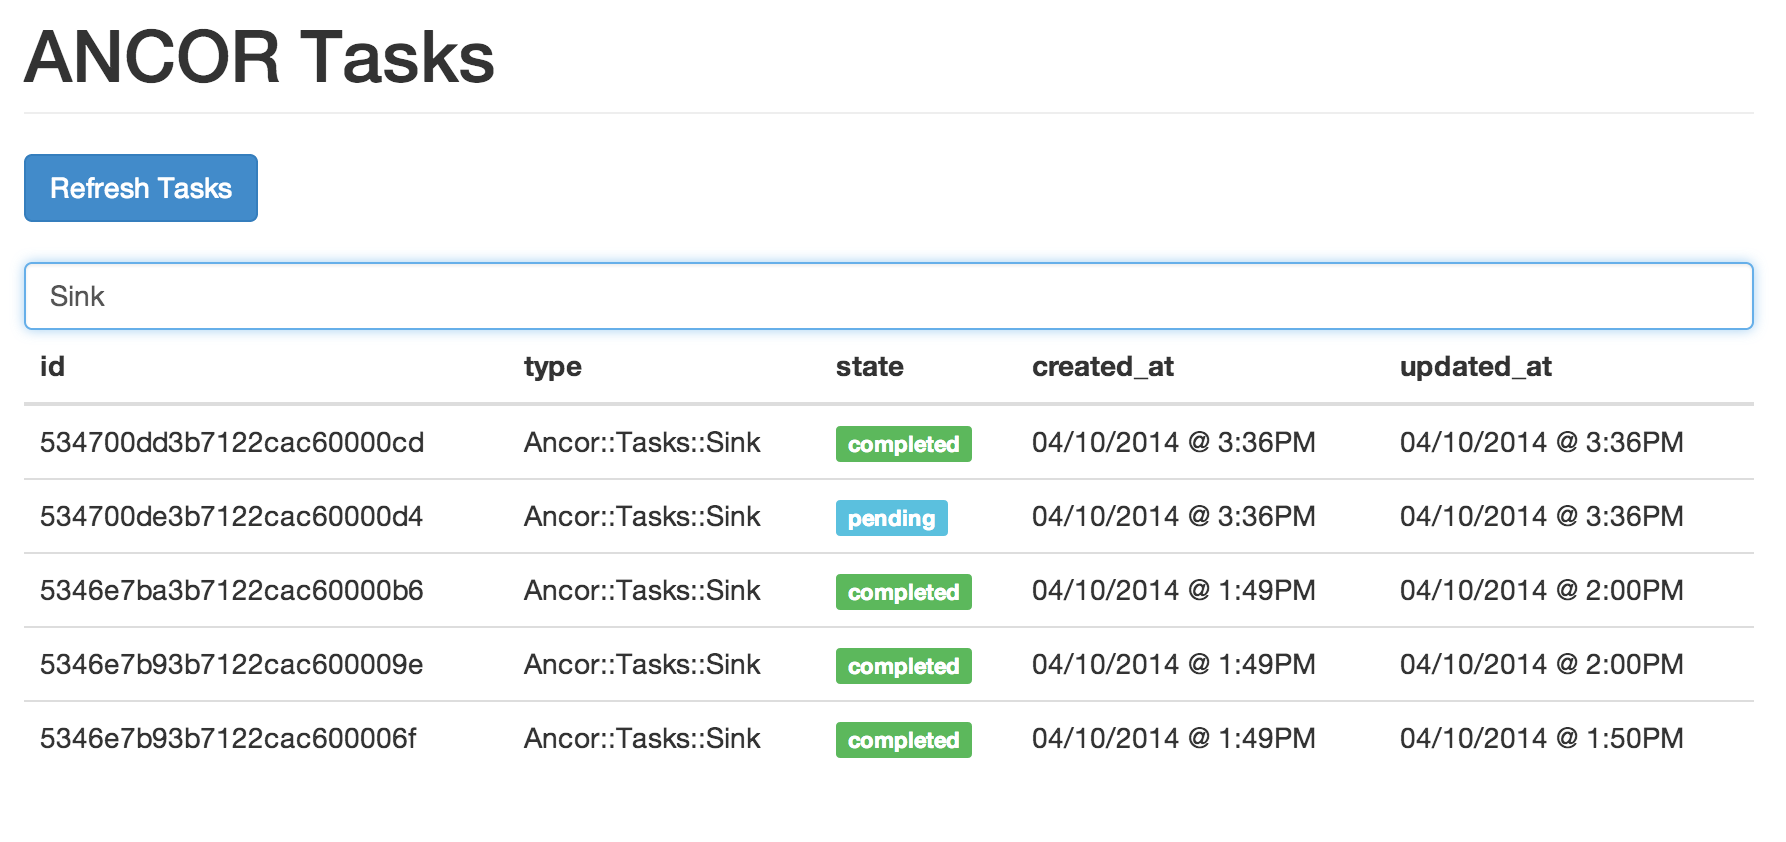 ANCOR Tasks
Refresh Tasks
Sink
id type state created_at updated_at
534700dd3b7122cac60000cd Ancor::Tasks::Sink completed 04/10/2014 @ 3:36PM 04/10/2014 @ 3:36PM
534700de3b7122cac60000d4 Ancor::Tasks::Sink pending 04/10/2014 @ 3:36PM 04/10/2014 @ 3:36PM
5346e7ba3b7122cac60000b6 Ancor::Tasks::Sink completed 04/10/2014 @ 1:49PM 04/10/2014 @ 2:00PM
5346e7b93b7122cac600009e Ancor::Tasks::Sink completed 04/10/2014 @ 1:49PM 04/10/2014 @ 2:00PM
5346e7b93b7122cac600006f Ancor::Tasks::Sink completed 04/10/2014 @ 1:49PM 04/10/2014 @ 1:50PM